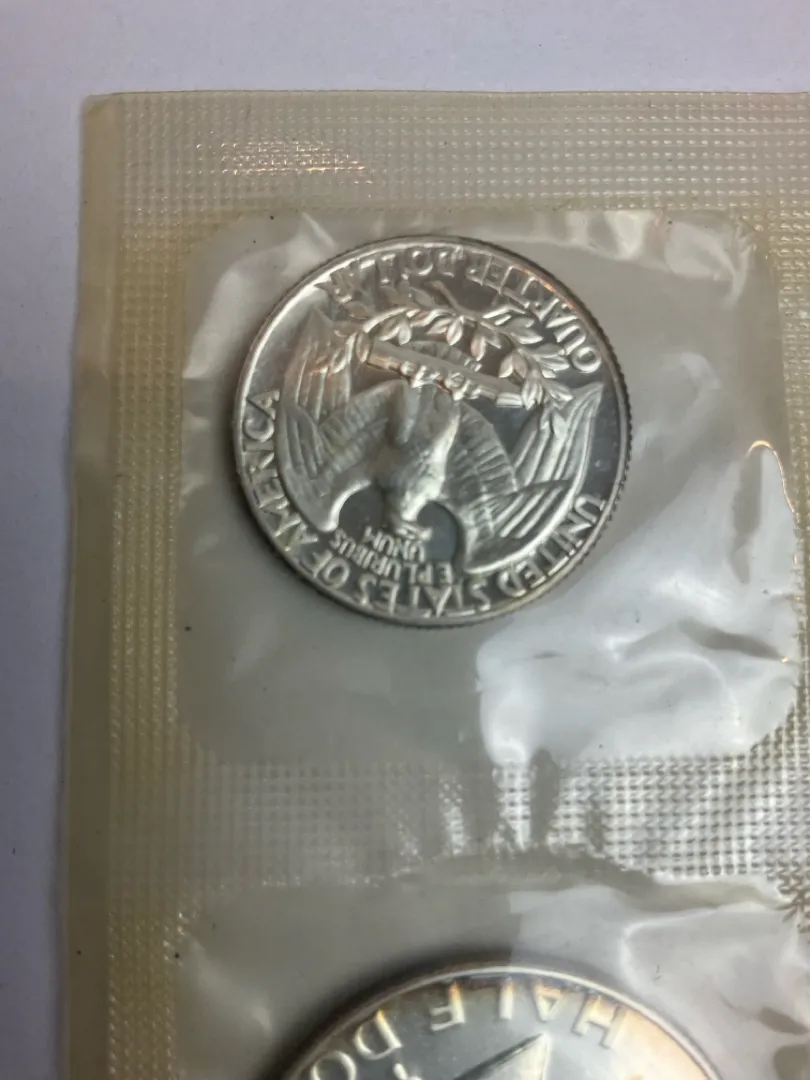 UNITED STATES OF AMERICA
E PLURIBUS
UNUM
QUARTER DOLLAR
HALF DO